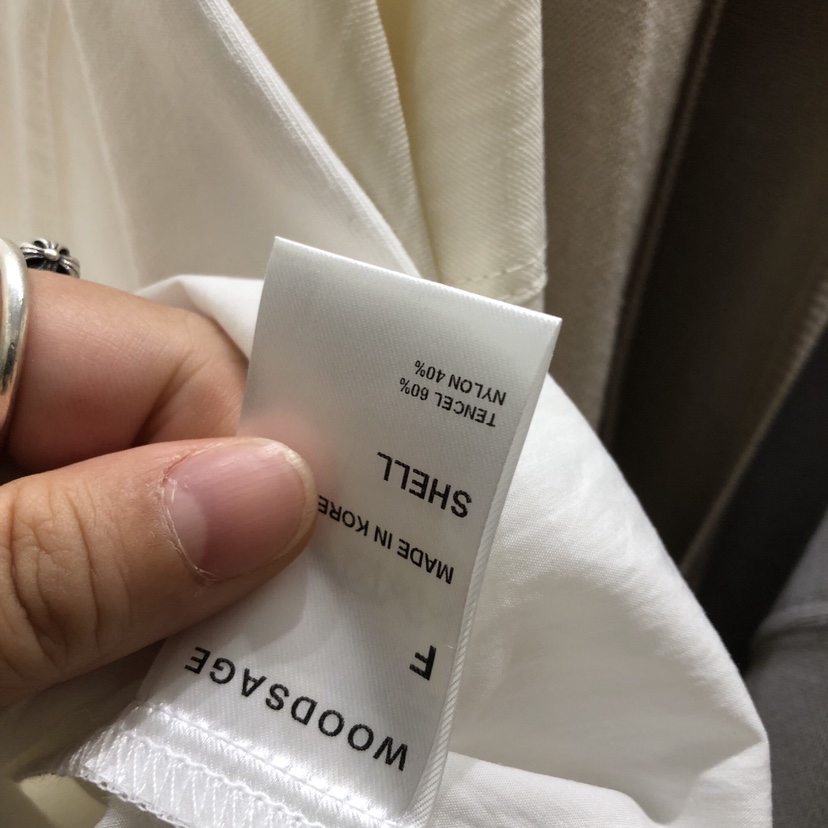 WOODSAGE
F
MADE IN KORE
SHELL
TENCEL 60%
NYLON 40%